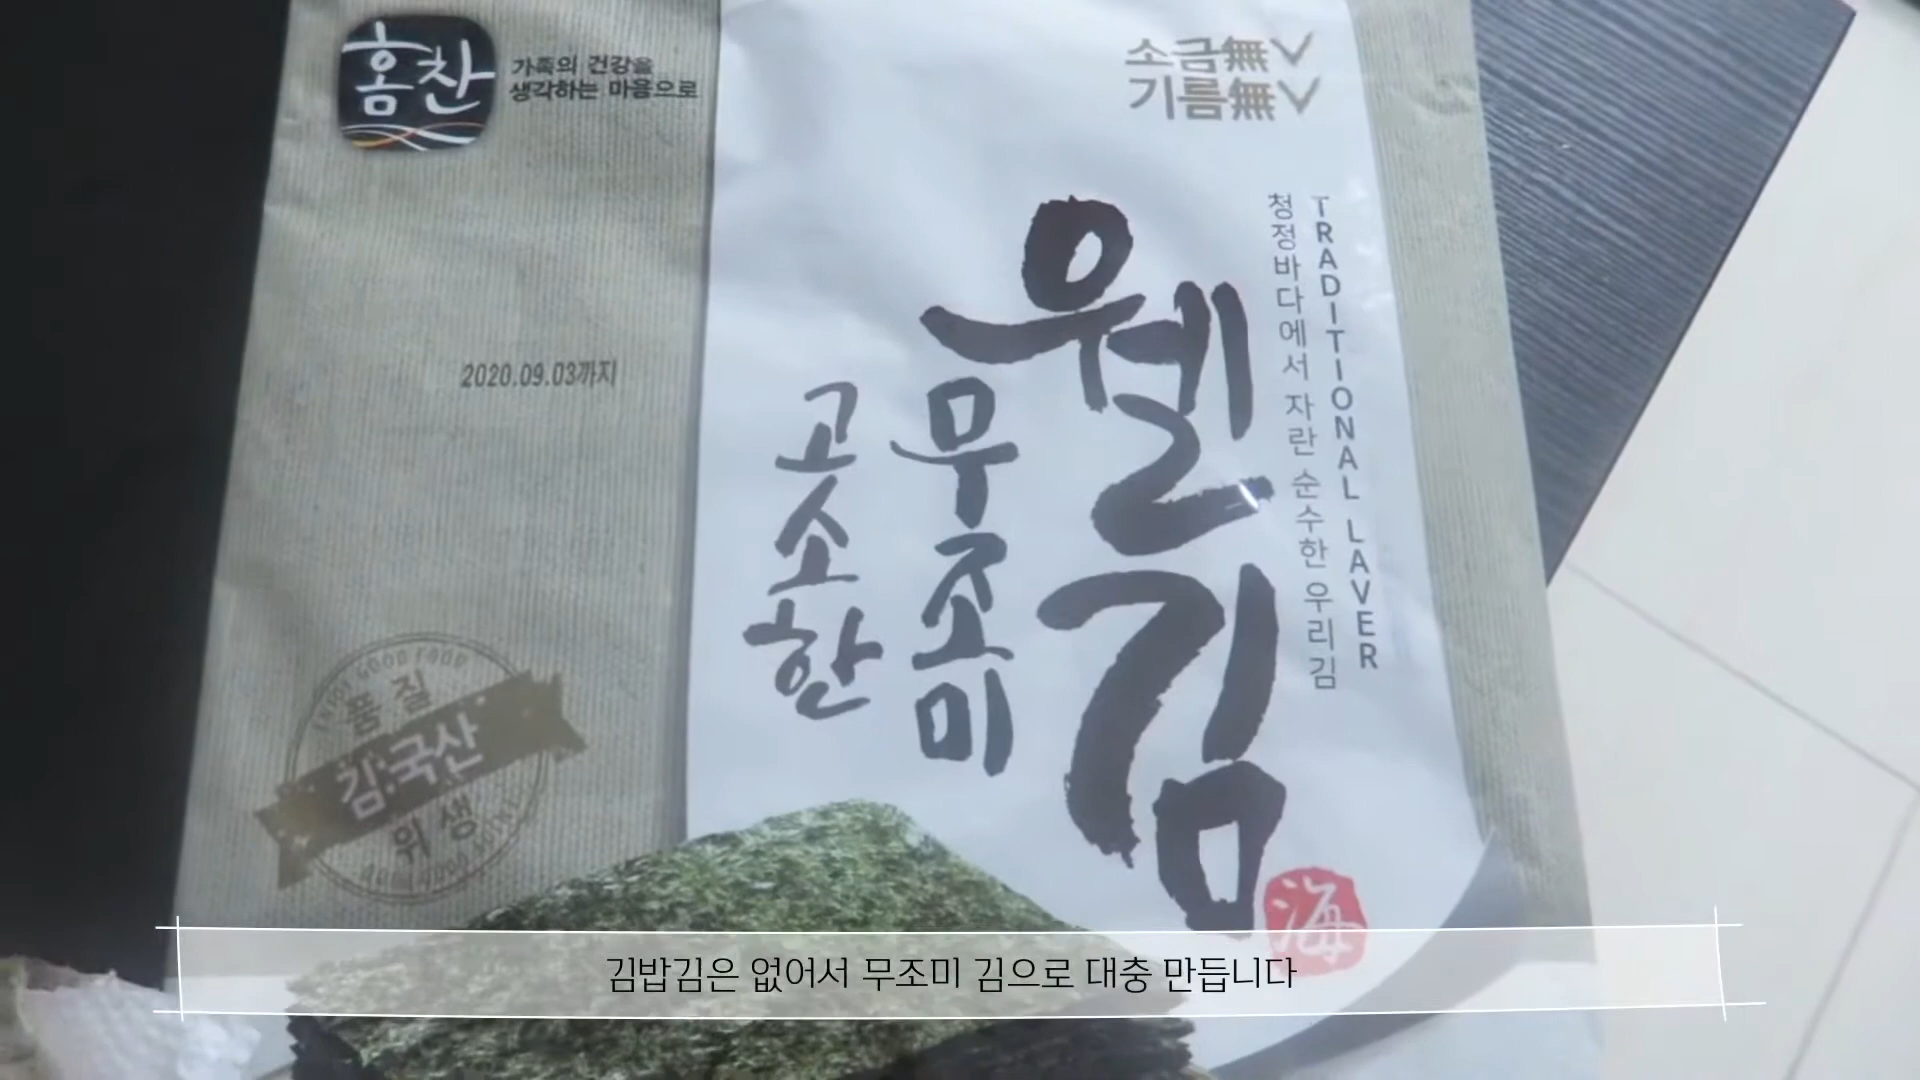 홈찬
가족의 건강을
생각하는 마음으로
소금無
기름無
TRADITIONAL LAVER
청정바다에서 자란 순수한 우리김
웰김
무조미
고소한
海
2020.09.03까지
ENJOY GOOD FOOD
품질
김:국산
위생
김밥김은 없어서 무조미 김으로 대충 만듭니다